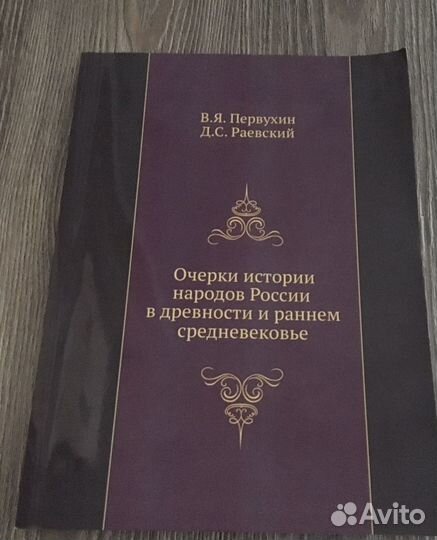 В.Я. Первухин
Д.С. Раевский
Очерки истории
народов России
в древности и раннем
средневековье
Avito